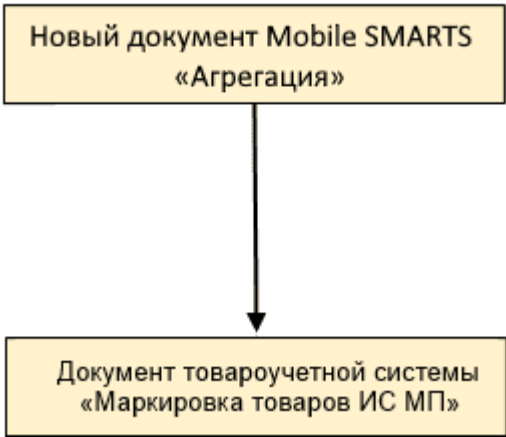 Новый документ Mobile SMARTS
«Агрегация»
Документ товароучетной системы
«Маркировка товаров ИС МП»